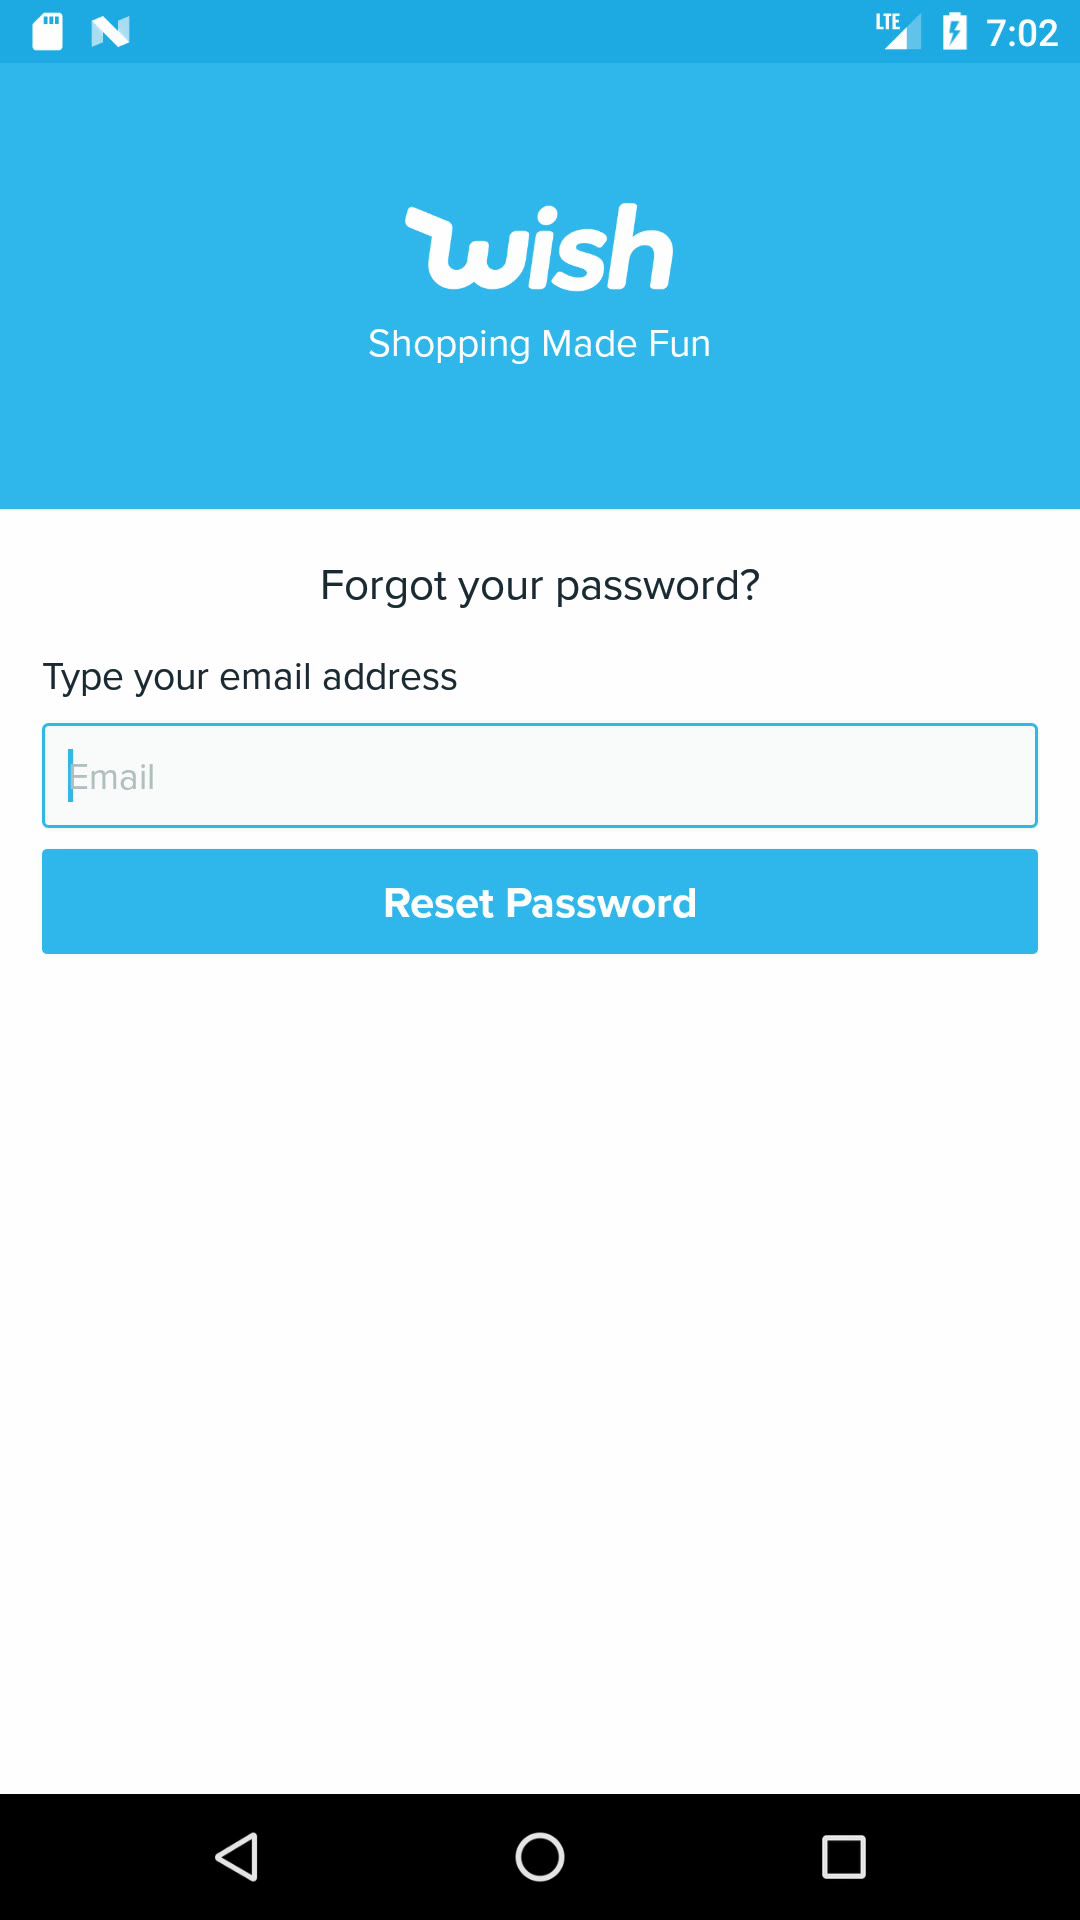 LTE 7:02
wish
Shopping Made Fun
Forgot your password?
Type your email address
Email
Reset Password